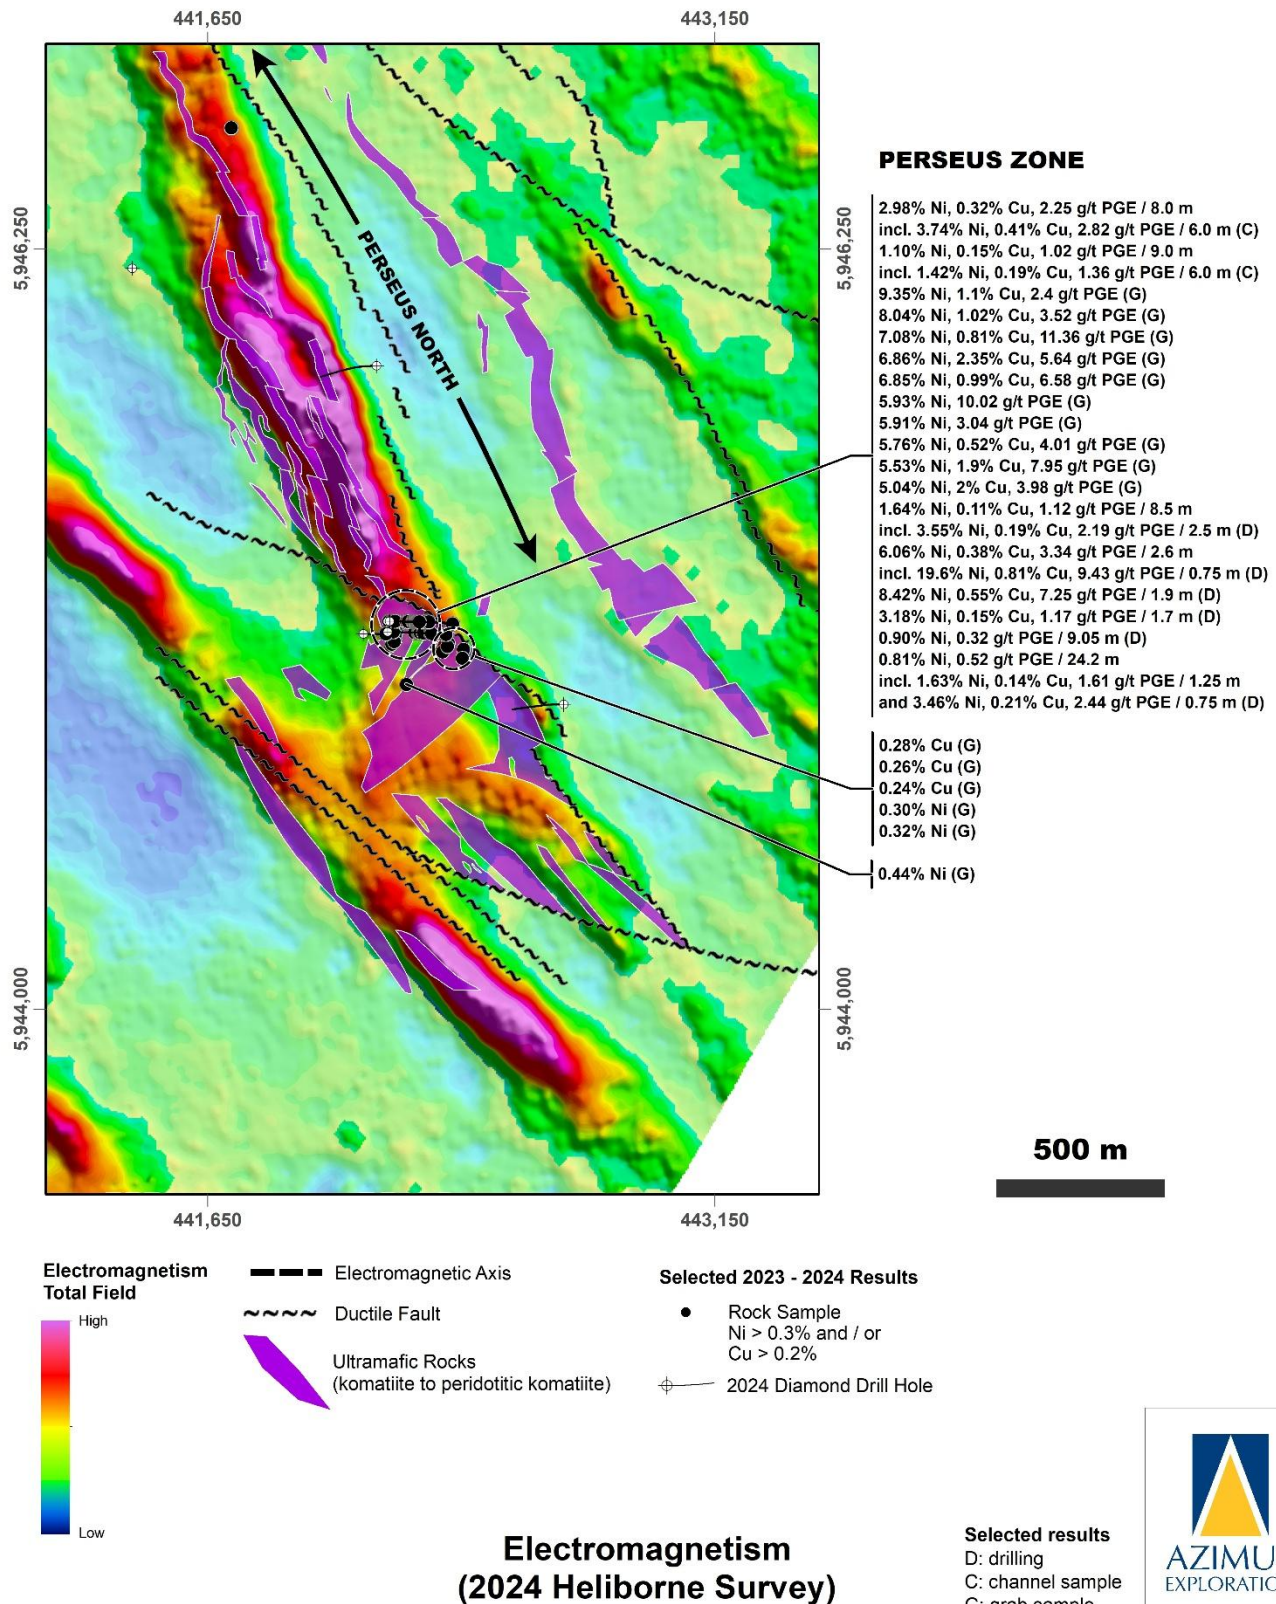 441,650
443,150
5,946,250
5,946,250
PERSEUS NORTH
PERSEUS ZONE
2.98% Ni, 0.32% Cu, 2.25 g/t PGE / 8.0 m
incl. 3.74% Ni, 0.41% Cu, 2.82 g/t PGE / 6.0 m (C)
1.10% Ni, 0.15% Cu, 1.02 g/t PGE / 9.0 m
incl. 1.42% Ni, 0.19% Cu, 1.36 g/t PGE / 6.0 m (C)
9.35% Ni, 1.1% Cu, 2.4 g/t PGE (G)
8.04% Ni, 1.02% Cu, 3.52 g/t PGE (G)
7.08% Ni, 0.81% Cu, 11.36 g/t PGE (G)
6.86% Ni, 2.35% Cu, 5.64 g/t PGE (G)
6.85% Ni, 0.99% Cu, 6.58 g/t PGE (G)
5.93% Ni, 10.02 g/t PGE (G)
5.91% Ni, 3.04 g/t PGE (G)
5.76% Ni, 0.52% Cu, 4.01 g/t PGE (G)
5.53% Ni, 1.9% Cu, 7.95 g/t PGE (G)
5.04% Ni, 2% Cu, 3.98 g/t PGE (G)
1.64% Ni, 0.11% Cu, 1.12 g/t PGE / 8.5 m
incl. 3.55% Ni, 0.19% Cu, 2.19 g/t PGE / 2.5 m (D)
6.06% Ni, 0.38% Cu, 3.34 g/t PGE / 2.6 m
incl. 19.6% Ni, 0.81% Cu, 9.43 g/t PGE / 0.75 m (D)
8.42% Ni, 0.55% Cu, 7.25 g/t PGE / 1.9 m (D)
3.18% Ni, 0.15% Cu, 1.17 g/t PGE / 1.7 m (D)
0.90% Ni, 0.32 g/t PGE / 9.05 m (D)
0.81% Ni, 0.52 g/t PGE / 24.2 m
incl. 1.63% Ni, 0.14% Cu, 1.61 g/t PGE / 1.25 m
and 3.46% Ni, 0.21% Cu, 2.44 g/t PGE / 0.75 m (D)
0.28% Cu (G)
0.26% Cu (G)
0.24% Cu (G)
0.30% Ni (G)
0.32% Ni (G)
0.44% Ni (G)
5,944,000
5,944,000
500 m
441,650
443,150
Electromagnetism
Total Field
High
Low
Electromagnetic Axis
Ductile Fault
Ultramafic Rocks
(komatiite to peridotitic komatiite)
Selected 2023 - 2024 Results
Rock Sample
Ni > 0.3% and / or
Cu > 0.2%
2024 Diamond Drill Hole
Electromagnetism
(2024 Heliborne Survey)
Selected results
D: drilling
C: channel sample
G: grab sample
AZIMU
EXPLORATIO